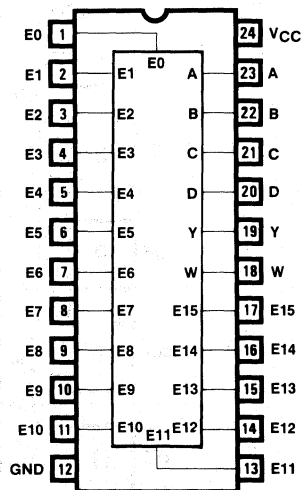 E0 1 24 VCC
E0
E1 2 E1 A 23 A
E2 3 E2 B 22 B
E3 4 E3 C 21 C
E4 5 E4 D 20 D
E5 6 E5 Y 19 Y
E6 7 E6 W 18 W
E7 8 E7 E15 17 E15
E8 9 E8 E14 16 E14
E9 10 E9 E13 15 E13
E10 11 E10 E12 14 E12
E11
GND 12 13 E11